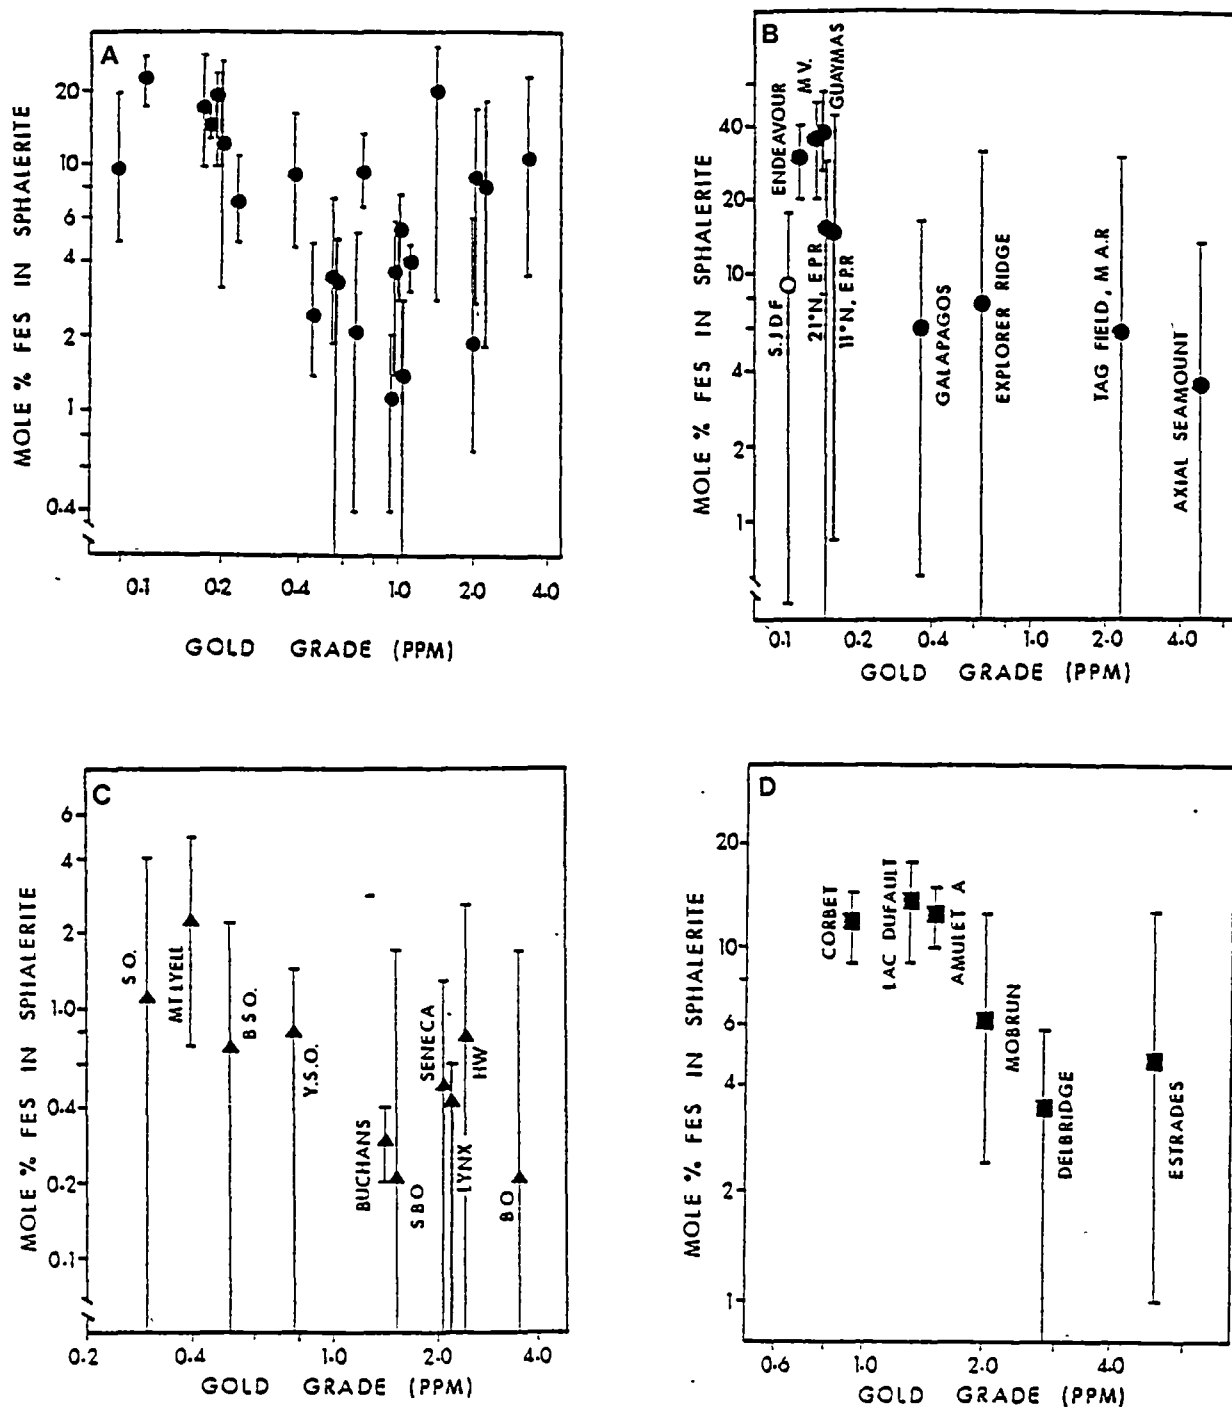 A
MOLE % FES IN SPHALERITE
20
10
6
4
2
1
0.4
0.1 0.2 0.4 1.0 2.0 4.0
GOLD GRADE (PPM)
B
MOLE % FES IN SPHALERITE
40
20
10
4
2
1
S.J D F
ENDEAVOUR
M V.
GUAYMAS
21°N, E.P.R
11°N, E.P.R
GALAPAGOS
EXPLORER RIDGE
TAG FIELD, M A.R
AXIAL SEAMOUNT
0.1 0.2 0.4 1.0 2.0 4.0
GOLD GRADE (PPM)
C
MOLE % FES IN SPHALERITE
6
4
2
1.0
0.4
0.2
0.1
S O.
MT LYELL
B S O.
Y.S.O.
BUCHANS
S B O
SENECA
LYNX
HW
B O
0.2 0.4 1.0 2.0 4.0
GOLD GRADE (PPM)
D
MOLE % FES IN SPHALERITE
20
10
6
4
2
1
CORBET
LAC DUFAULT
AMULET A
MOBRUN
DELBRIDGE
ESTRADES
0.6 1.0 2.0 4.0
GOLD GRADE (PPM)